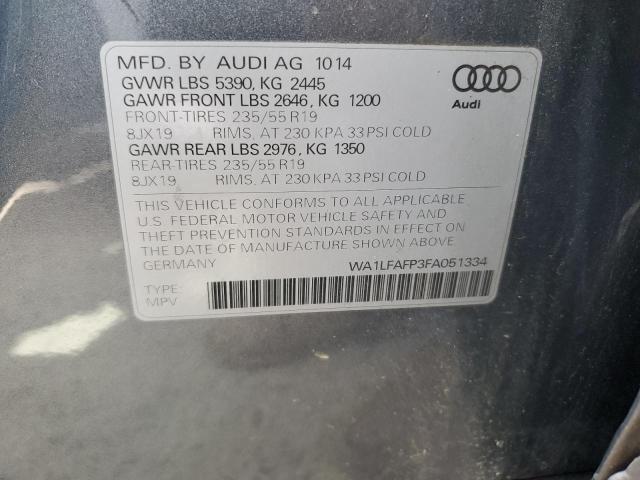 MFD. BY AUDI AG 10 14
GVWR LBS 5390, KG 2445
GAWR FRONT LBS 2646, KG 1200
FRONT-TIRES 235/55 R19
8JX19 RIMS, AT 230 KPA 33 PSI COLD
GAWR REAR LBS 2976, KG 1350
REAR-TIRES 235/55 R19
8JX19 RIMS, AT 230 KPA 33 PSI COLD
Audi
THIS VEHICLE CONFORMS TO ALL APPLICABLE
U.S. FEDERAL MOTOR VEHICLE SAFETY AND
THEFT PREVENTION STANDARDS IN EFFECT ON
THE DATE OF MANUFACTURE SHOWN ABOVE.
GERMANY WA1LFAFP3FA051334
TYPE:
MPV